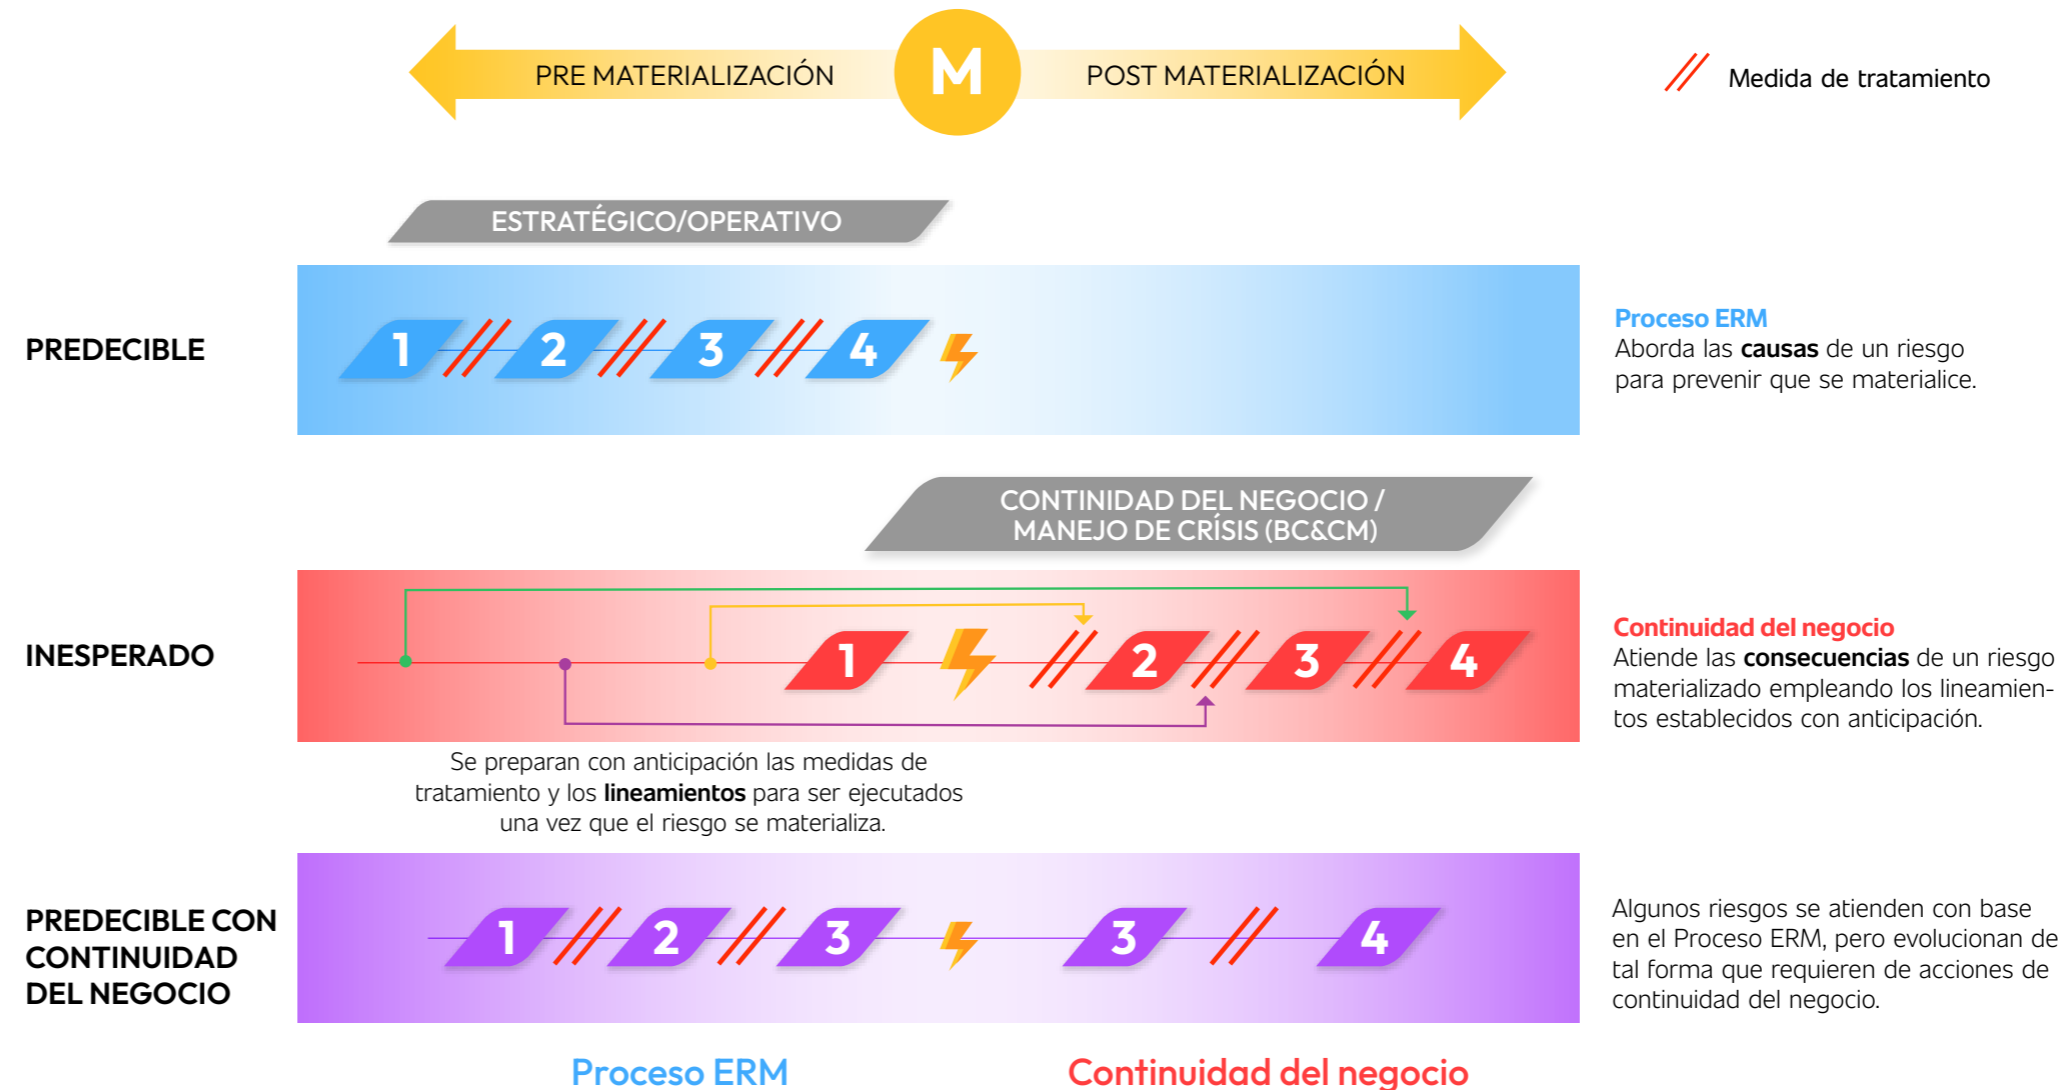 PRE MATERIALIZACIÓN
M
POST MATERIALIZACIÓN
Medida de tratamiento
ESTRATÉGICO/OPERATIVO
PREDECIBLE
1
2
3
4
Proceso ERM
Aborda las causas de un riesgo
para prevenir que se materialice.
CONTINIDAD DEL NEGOCIO /
MANEJO DE CRÍSIS (BC&CM)
INESPERADO
1
2
3
4
Continuidad del negocio
Atiende las consecuencias de un riesgo
materializado empleando los lineamien-
tos establecidos con anticipación.
Se preparan con anticipación las medidas de
tratamiento y los lineamientos para ser ejecutados
una vez que el riesgo se materializa.
PREDECIBLE CON
CONTINUIDAD
DEL NEGOCIO
1
2
3
3
4
Algunos riesgos se atienden con base
en el Proceso ERM, pero evolucionan de
tal forma que requieren de acciones de
continuidad del negocio.
Proceso ERM
Continuidad del negocio